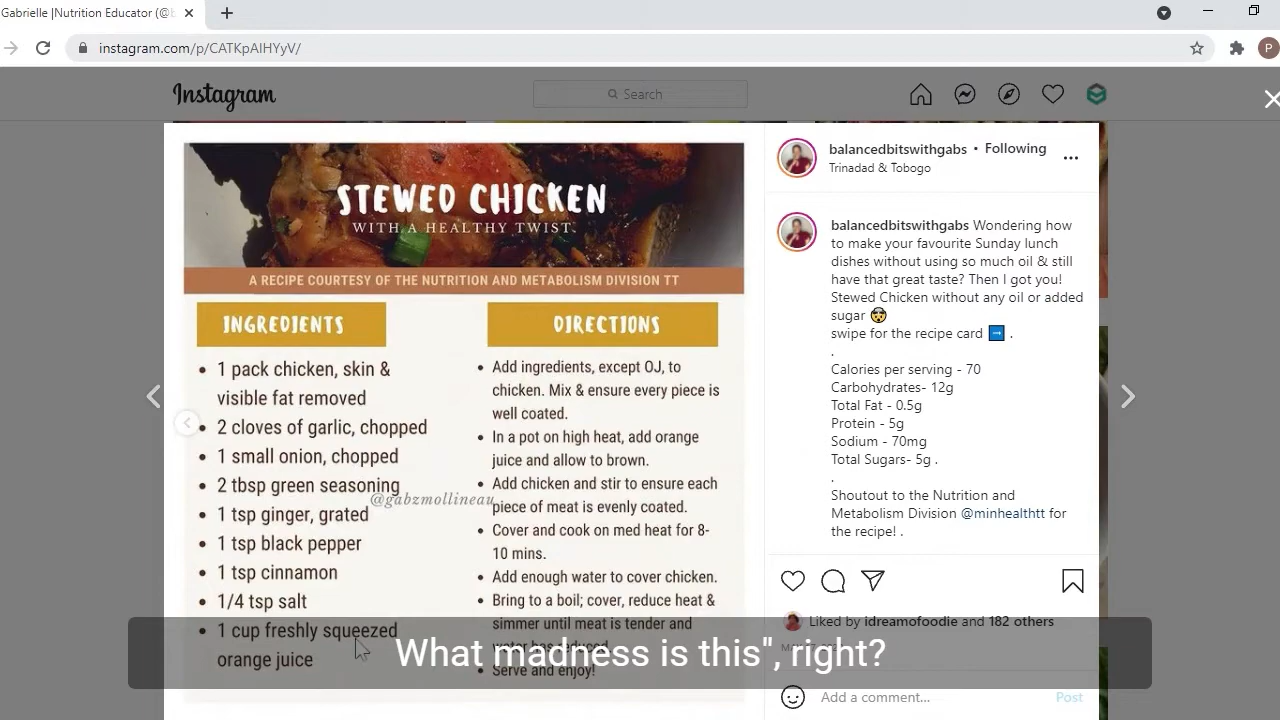 Gabrielle |Nutrition Educator (@b
instagram.com/p/CATKpAIHYyV/
P
Instagram
Search
STEWED CHICKEN
WITH A HEALTHY TWIST
A RECIPE COURTESY OF THE NUTRITION AND METABOLISM DIVISION TT
INGREDIENTS
• 1 pack chicken, skin &
visible fat removed
• 2 cloves of garlic, chopped
• 1 small onion, chopped
• 2 tbsp green seasoning
• 1 tsp ginger, grated
• 1 tsp black pepper
• 1 tsp cinnamon
• 1/4 tsp salt
• 1 cup freshly squeezed
orange juice
@gabzmollineau
DIRECTIONS
• Add ingredients, except OJ, to
chicken. Mix & ensure every piece is
well coated.
• In a pot on high heat, add orange
juice and allow to brown.
• Add chicken and stir to ensure each
piece of meat is evenly coated.
• Cover and cook on med heat for 8-
10 mins.
• Add enough water to cover chicken.
• Bring to a boil; cover, reduce heat &
simmer until meat is tender and
water has reduced.
• Serve and enjoy!
balancedbitswithgabs • Following
Trinadad & Tobogo
balancedbitswithgabs Wondering how
to make your favourite Sunday lunch
dishes without using so much oil & still
have that great taste? Then I got you!
Stewed Chicken without any oil or added
sugar
swipe for the recipe card ➡️ .
.
Calories per serving - 70
Carbohydrates- 12g
Total Fat - 0.5g
Protein - 5g
Sodium - 70mg
Total Sugars- 5g .
.
Shoutout to the Nutrition and
Metabolism Division @minhealthtt for
the recipe! .
Liked by idreamofoodie and 182 others
Add a comment... Post
What madness is this", right?